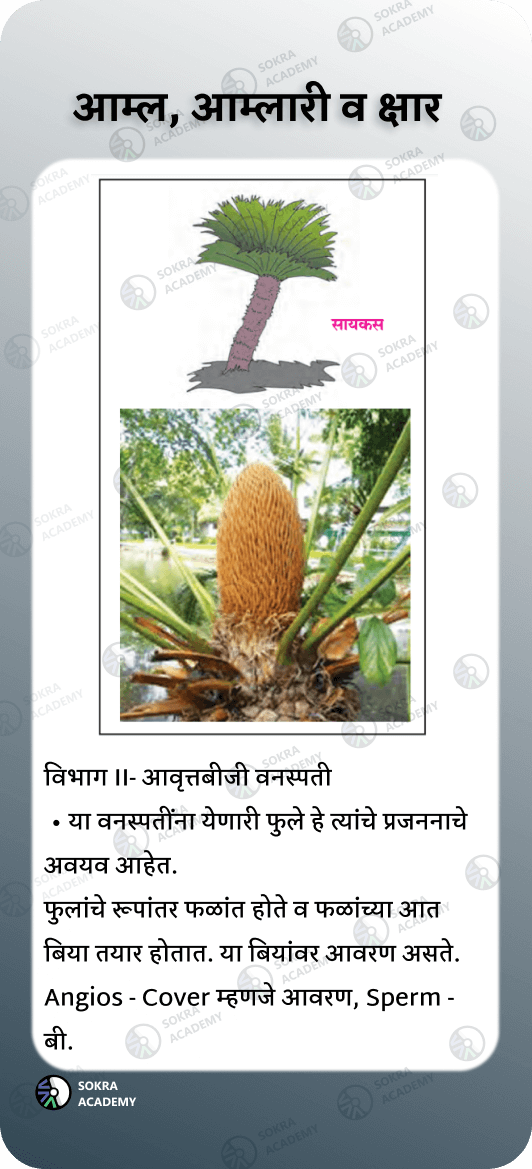 आम्ल, आम्लारी व क्षार
सायकस
विभाग II- आवृत्तबीजी वनस्पती
• या वनस्पतींना येणारी फुले हे त्यांचे प्रजननाचे
अवयव आहेत.
फुलांचे रूपांतर फळांत होते व फळांच्या आत
बिया तयार होतात. या बियांवर आवरण असते.
Angios - Cover म्हणजे आवरण, Sperm -
बी.
SOKRA
ACADEMY